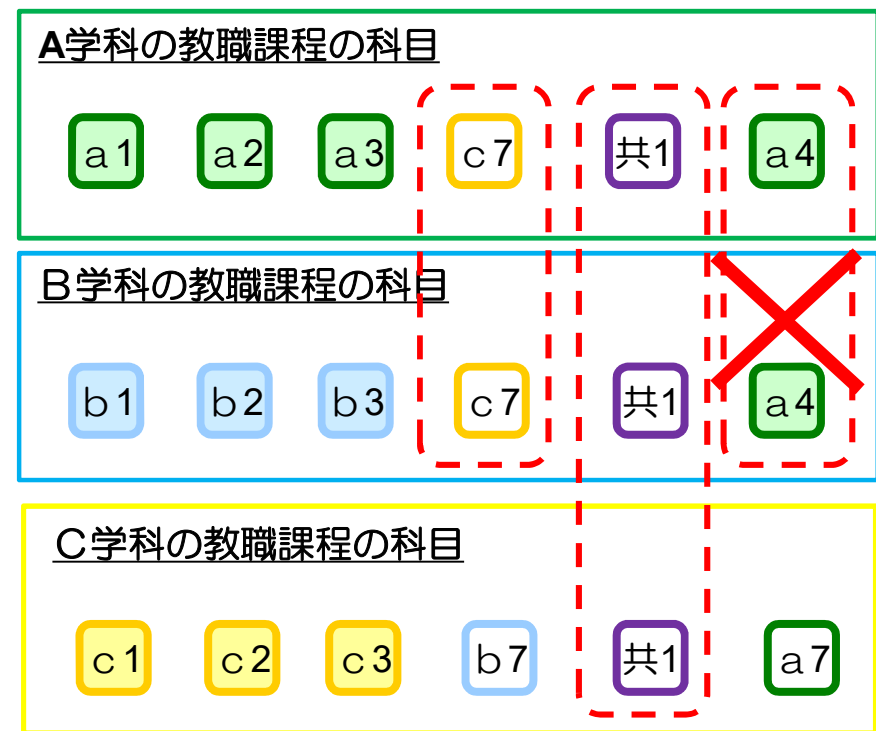 A学科の教職課程の科目
ａ1 ａ2 ａ3 ｃ7 共1 ａ4
Ｂ学科の教職課程の科目
ｂ1 ｂ2 ｂ3 ｃ7 共1 ａ4
Ｃ学科の教職課程の科目
ｃ1 ｃ2 ｃ3 ｂ7 共1 ａ7